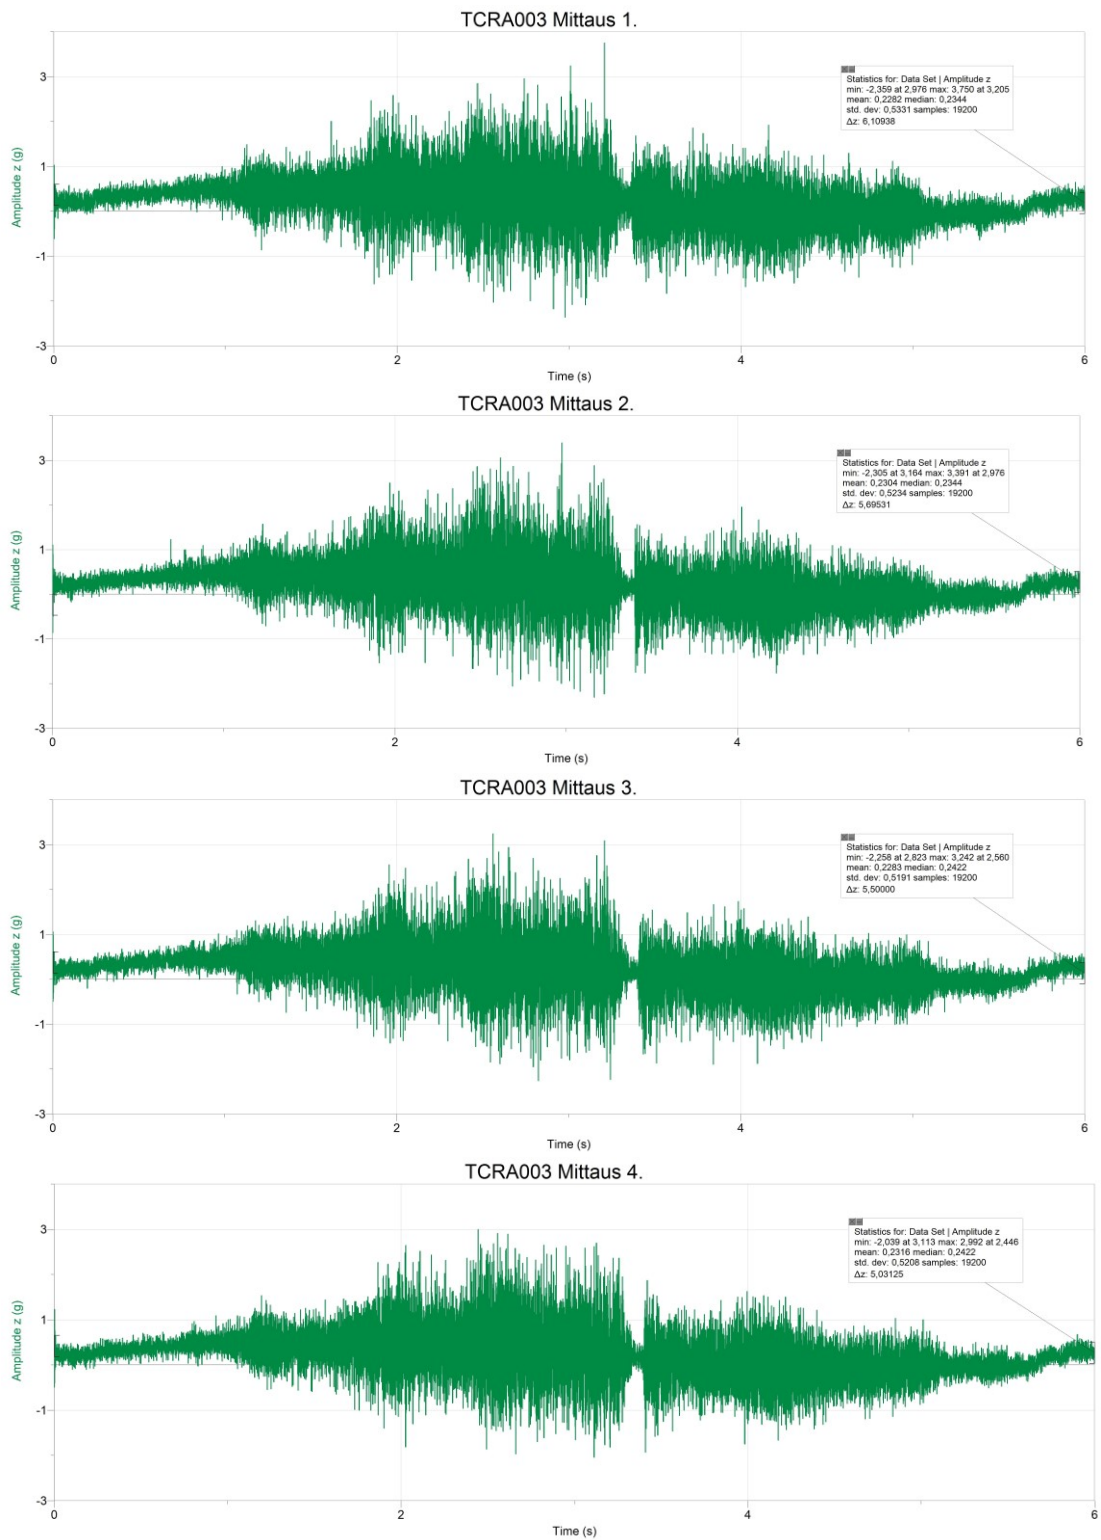 TCRA003 Mittaus 1.
Amplitude z (g)
3
1
-1
-3
Statistics for: Data Set | Amplitude z
min: -2,359 at 2,976 max: 3,750 at 3,205
mean: 0,2282 median: 0,2344
std. dev: 0,5331 samples: 19200
Δz: 6,10938
0 2 4 6
Time (s)
TCRA003 Mittaus 2.
Amplitude z (g)
3
1
-1
-3
Statistics for: Data Set | Amplitude z
min: -2,305 at 3,164 max: 3,391 at 2,976
mean: 0,2304 median: 0,2344
std. dev: 0,5234 samples: 19200
Δz: 5,69531
0 2 4 6
Time (s)
TCRA003 Mittaus 3.
Amplitude z (g)
3
1
-1
-3
Statistics for: Data Set | Amplitude z
min: -2,258 at 2,823 max: 3,242 at 2,560
mean: 0,2283 median: 0,2422
std. dev: 0,5191 samples: 19200
Δz: 5,50000
0 2 4 6
Time (s)
TCRA003 Mittaus 4.
Amplitude z (g)
3
1
-1
-3
Statistics for: Data Set | Amplitude z
min: -2,039 at 3,113 max: 2,992 at 2,446
mean: 0,2316 median: 0,2422
std. dev: 0,5208 samples: 19200
Δz: 5,03125
0 2 4 6
Time (s)